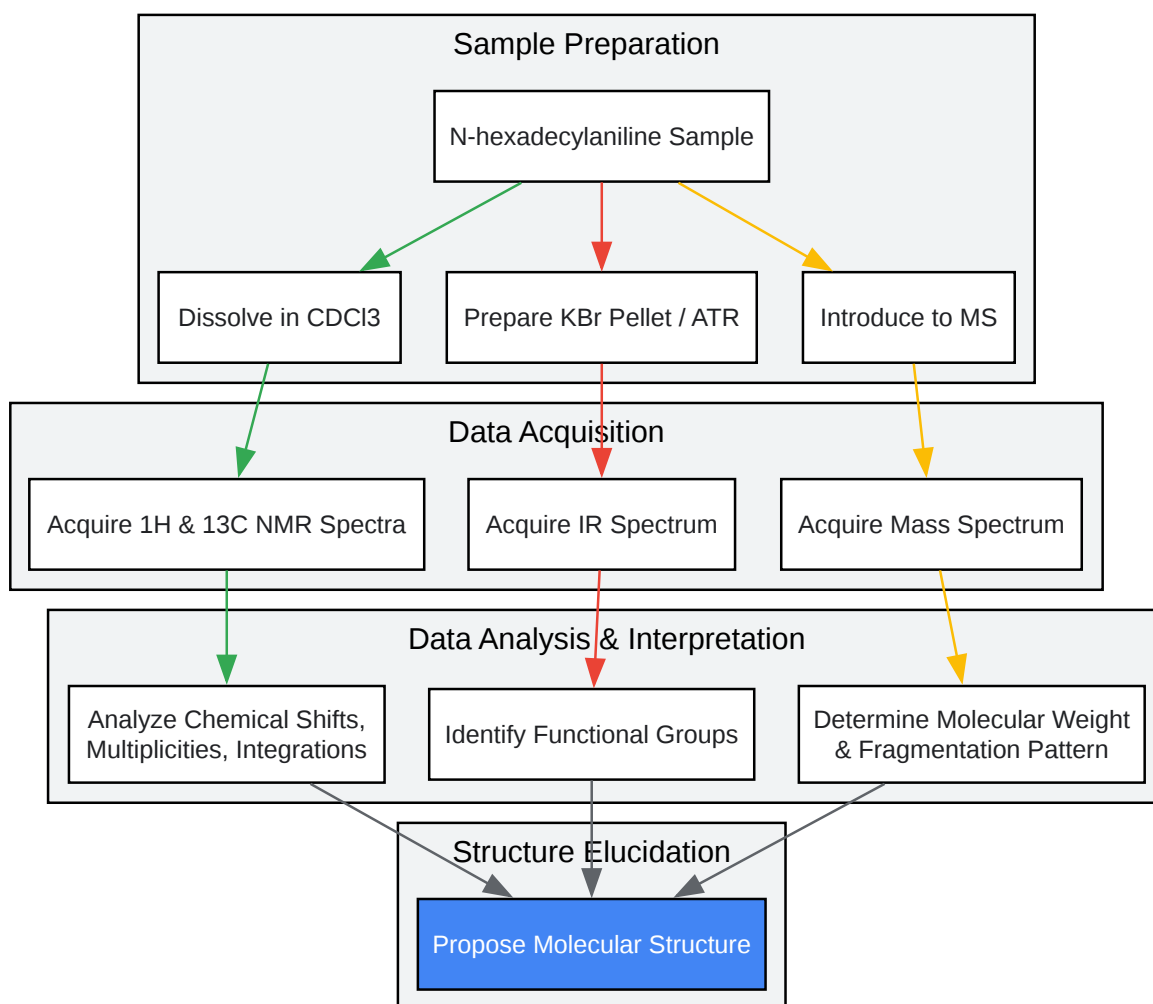 Sample Preparation
N-hexadecylaniline Sample
Dissolve in CDCl3
Prepare KBr Pellet / ATR
Introduce to MS
Data Acquisition
Acquire 1H & 13C NMR Spectra
Acquire IR Spectrum
Acquire Mass Spectrum
Data Analysis & Interpretation
Analyze Chemical Shifts,
Multiplicities, Integrations
Identify Functional Groups
Determine Molecular Weight
& Fragmentation Pattern
Structure Elucidation
Propose Molecular Structure